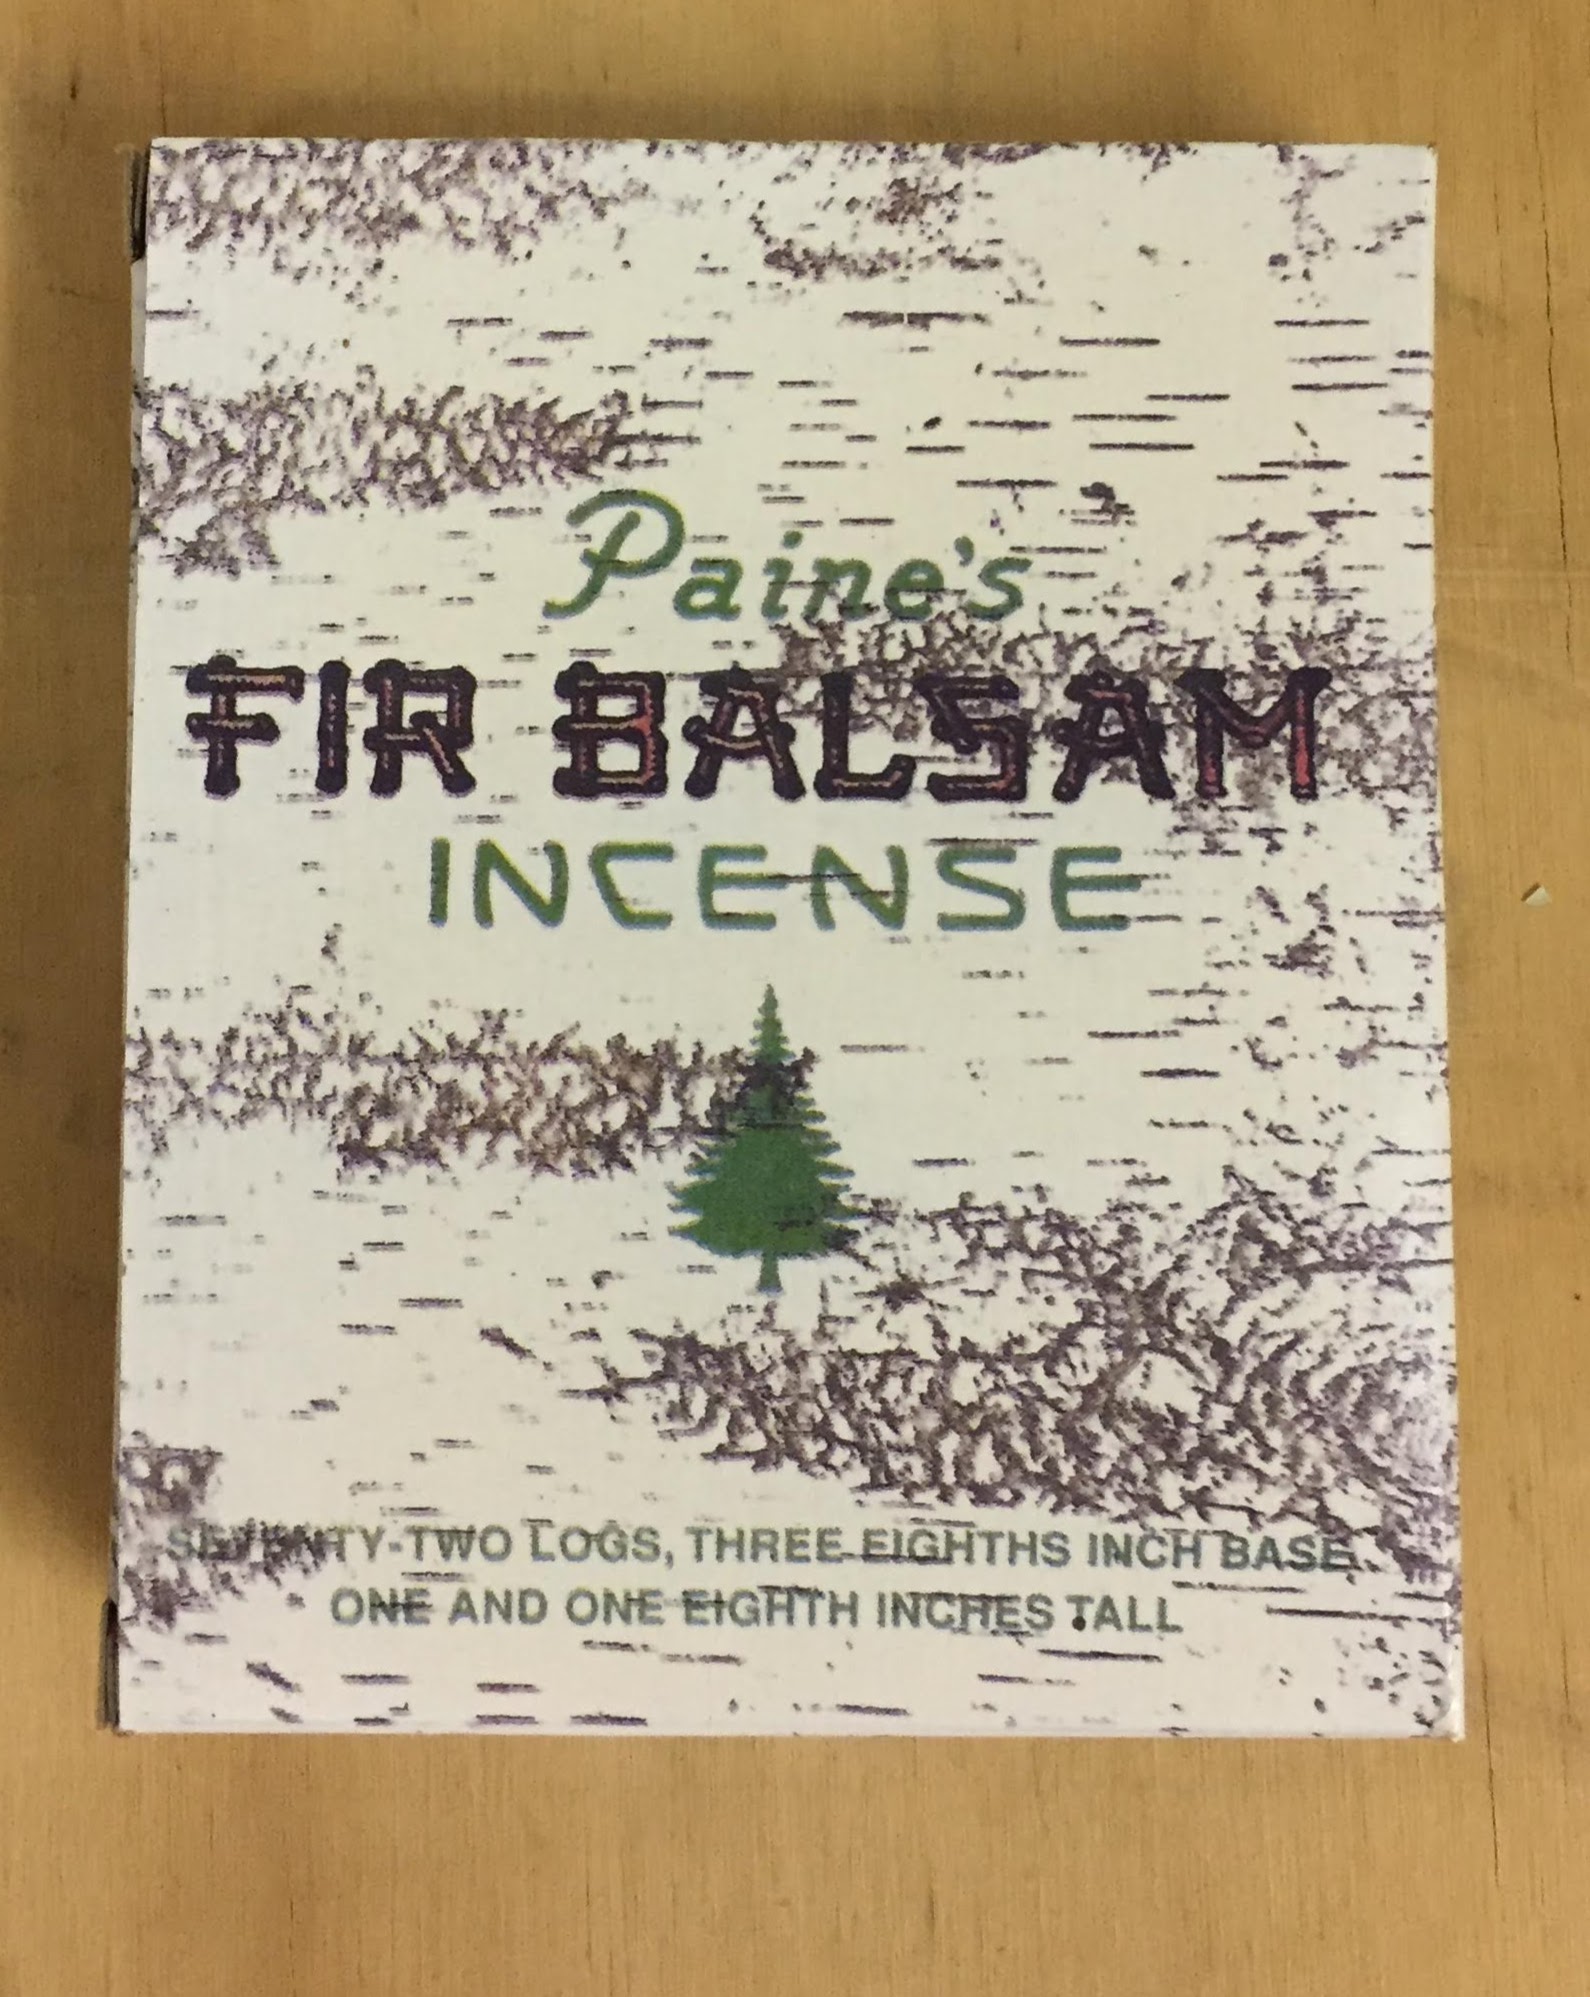 Paine's
FIR BALSAM
INCENSE
SEVENTY-TWO LOGS, THREE EIGHTHS INCH BASE,
ONE AND ONE EIGHTH INCHES TALL